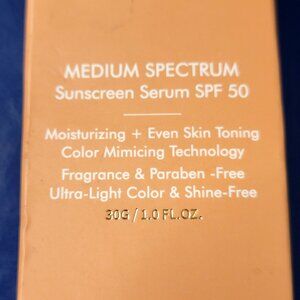 MEDIUM SPECTRUM
Sunscreen Serum SPF 50
Moisturizing + Even Skin Toning
Color Mimicing Technology
Fragrance & Paraben -Free
Ultra-Light Color & Shine-Free
30G / 1.0 FL.OZ.